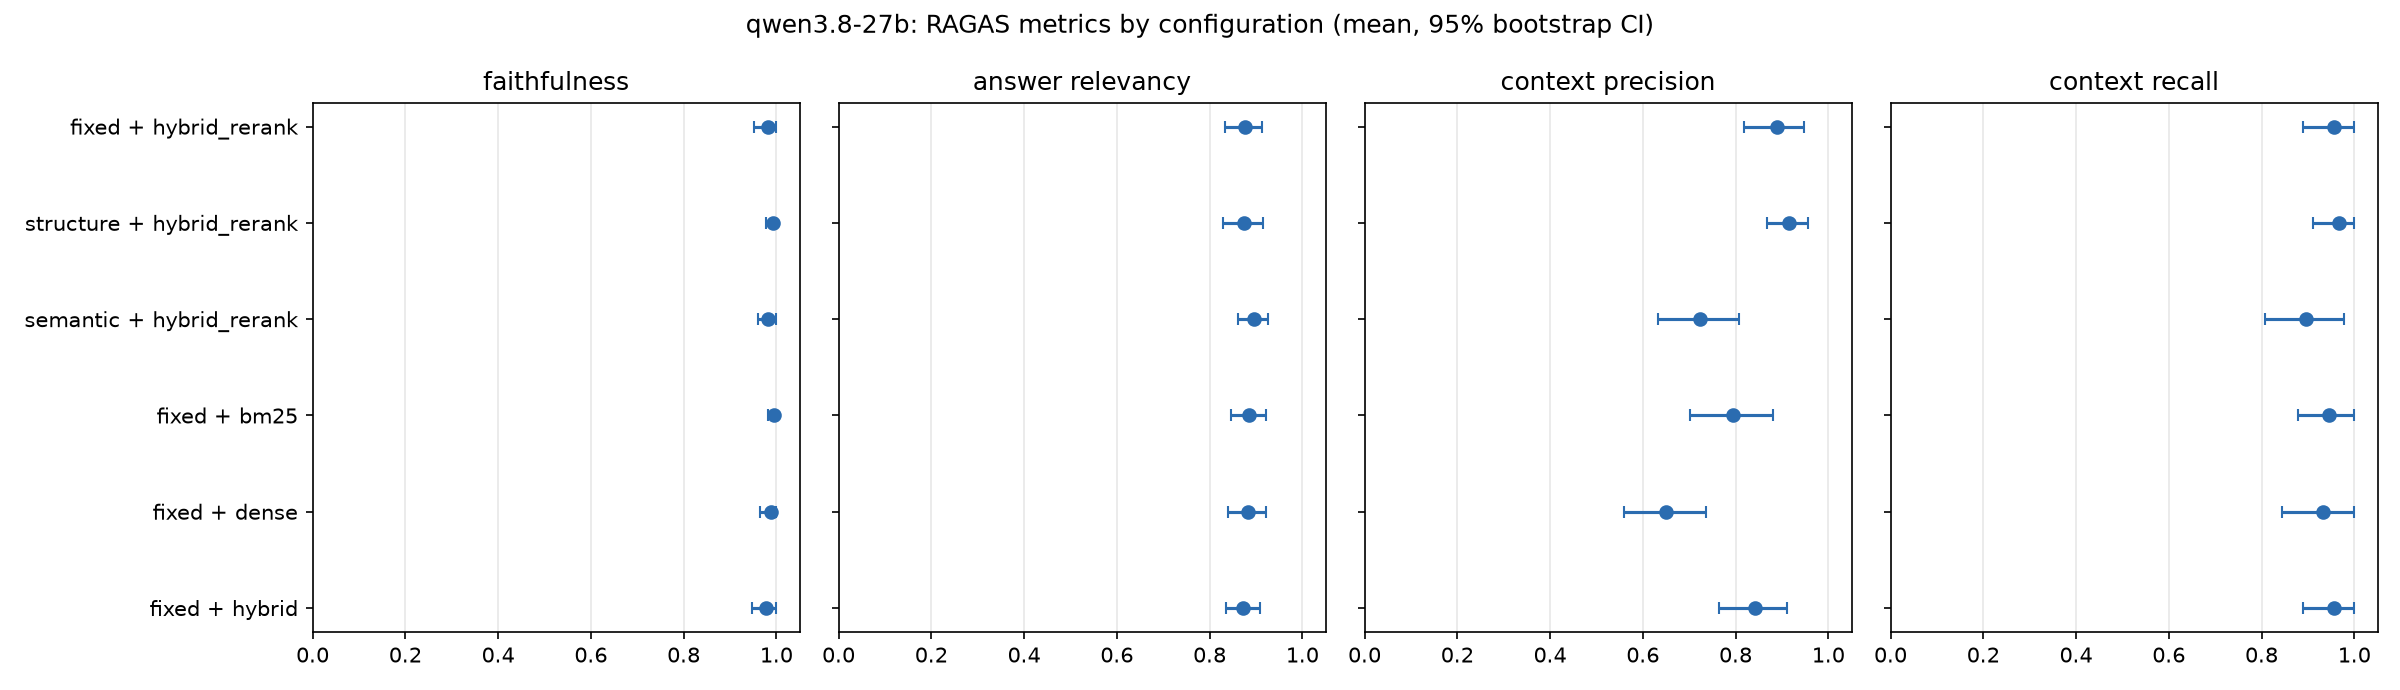 qwen3.8-27b: RAGAS metrics by configuration (mean, 95% bootstrap CI)
faithfulness
answer relevancy
context precision
context recall
fixed + hybrid_rerank
structure + hybrid_rerank
semantic + hybrid_rerank
fixed + bm25
fixed + dense
fixed + hybrid
0.0 0.2 0.4 0.6 0.8 1.0
0.0 0.2 0.4 0.6 0.8 1.0
0.0 0.2 0.4 0.6 0.8 1.0
0.0 0.2 0.4 0.6 0.8 1.0